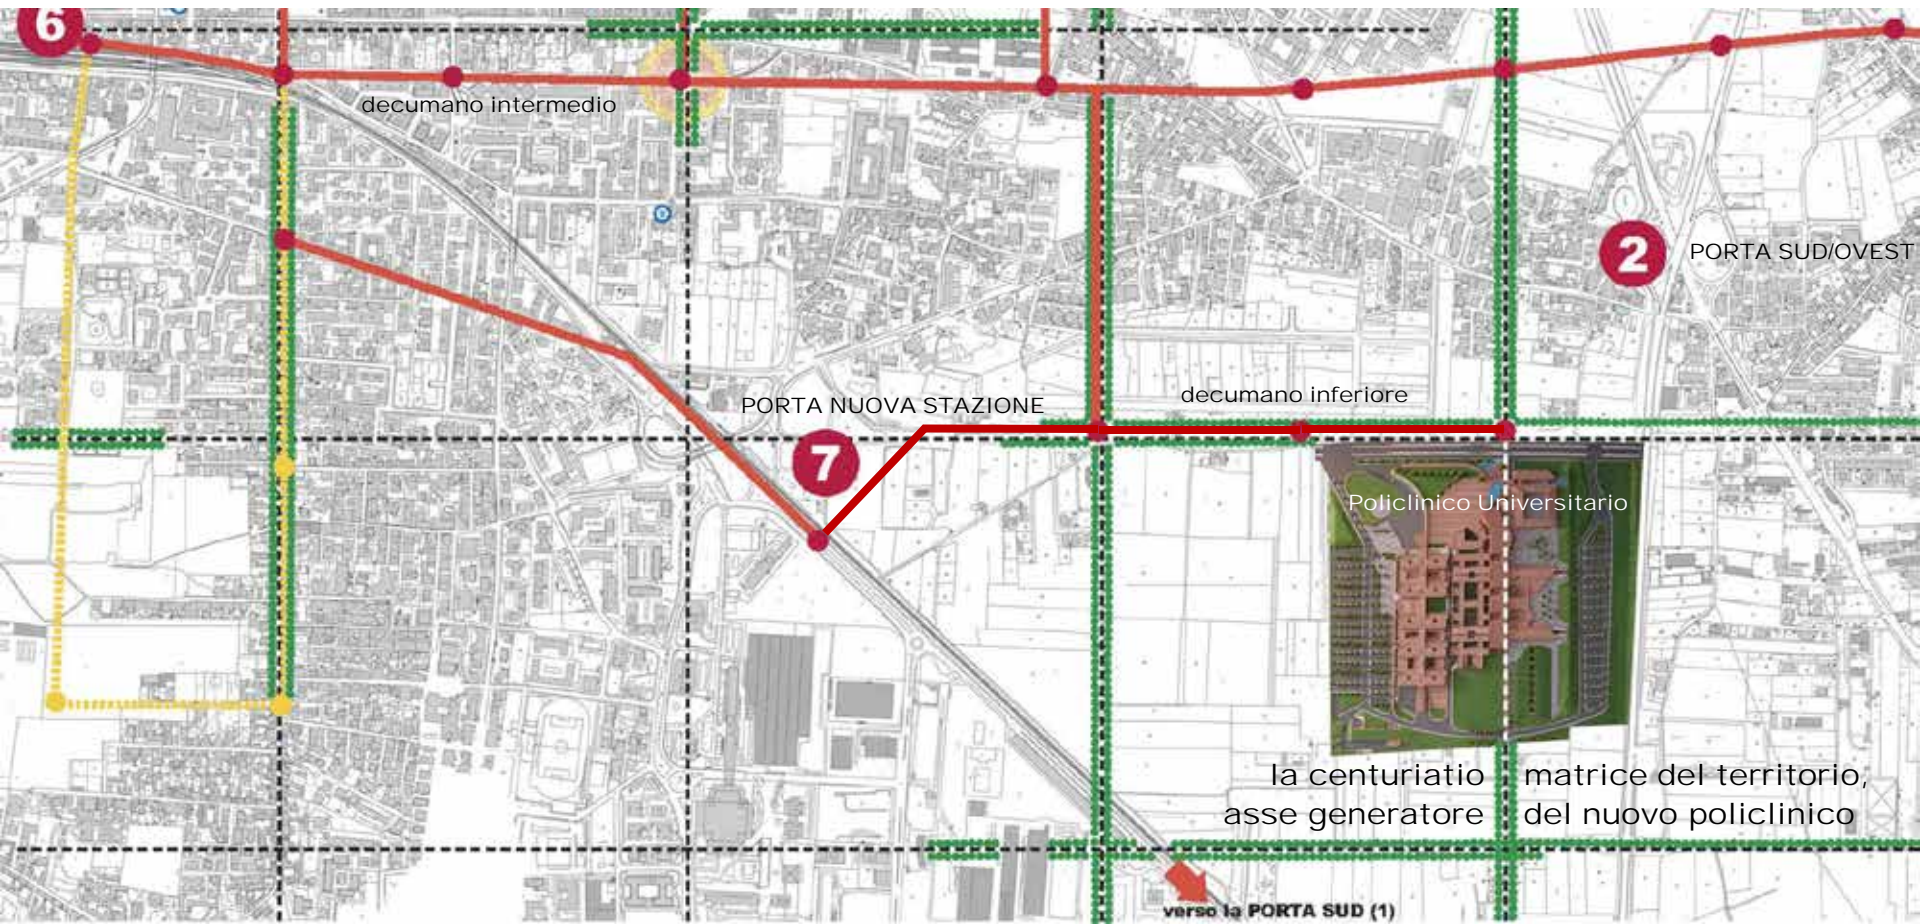 6
decumano intermedio
2
PORTA SUD/OVEST
decumano inferiore
PORTA NUOVA STAZIONE
7
Policlinico Universitario
la centuriatio matrice del territorio,
asse generatore del nuovo policlinico
verso la PORTA SUD (1)